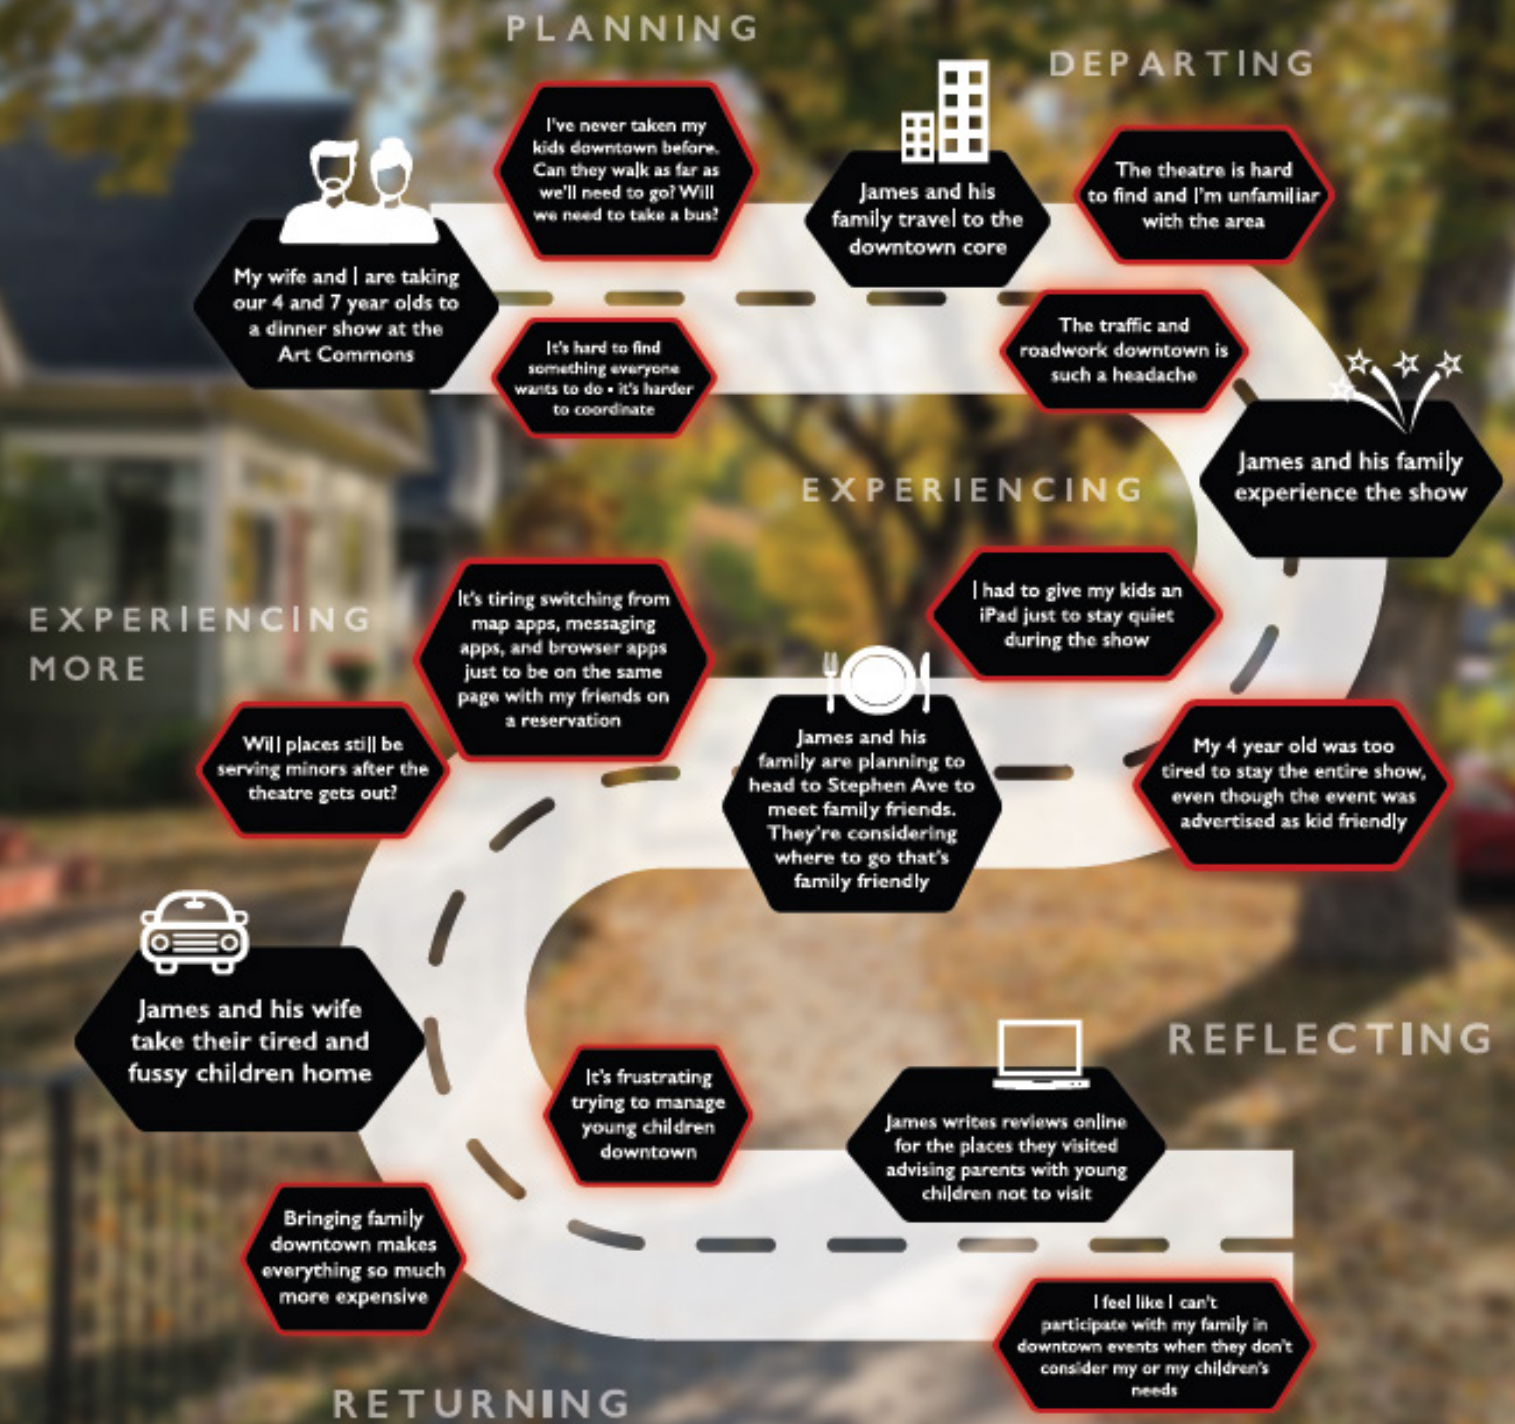 PLANNING
I've never taken my
kids downtown before.
Can they walk as far as
we'll need to go? Will
we need to take a bus?
My wife and I are taking
our 4 and 7 year olds to
a dinner show at the
Art Commons
It's hard to find
something everyone
wants to do - it's harder
to coordinate
DEPARTING
James and his
family travel to the
downtown core
The theatre is hard
to find and I'm unfamiliar
with the area
The traffic and
roadwork downtown is
such a headache
EXPERIENCING
James and his family
experience the show
I had to give my kids an
iPad just to stay quiet
during the show
My 4 year old was too
tired to stay the entire show,
even though the event was
advertised as kid friendly
EXPERIENCING
MORE
James and his
family are planning to
head to Stephen Ave to
meet family friends.
They're considering
where to go that's
family friendly
It's tiring switching from
map apps, messaging
apps, and browser apps
just to be on the same
page with my friends on
a reservation
Will places still be
serving minors after the
theatre gets out?
James and his wife
take their tired and
fussy children home
It's frustrating
trying to manage
young children
downtown
Bringing family
downtown makes
everything so much
more expensive
RETURNING
REFLECTING
James writes reviews online
for the places they visited
advising parents with young
children not to visit
I feel like I can't
participate with my family in
downtown events when they don't
consider my or my children's
needs